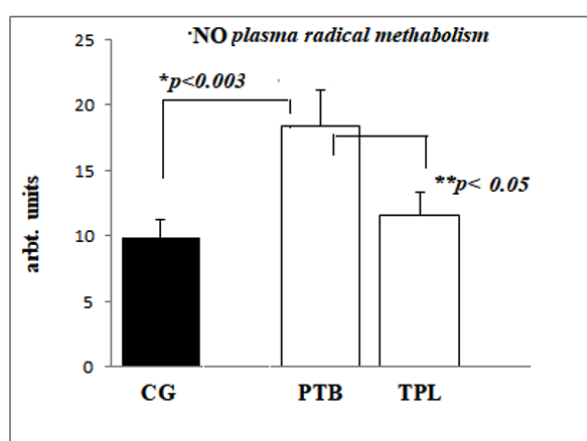 ·NO plasma radical methabolism
*p<0.003
**p< 0.05
arbt. units
25
20
15
10
5
0
CG PTB TPL